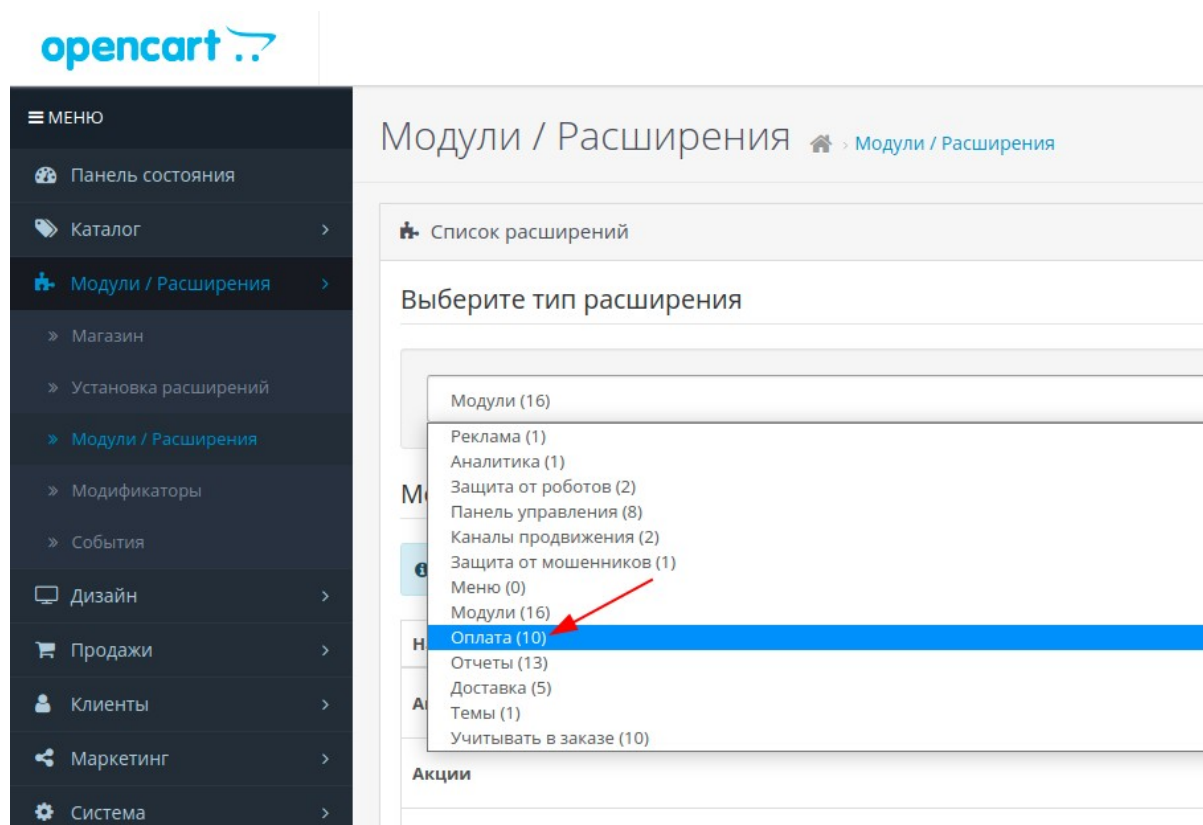 opencart
МЕНЮ
Модули / Расширения
Модули / Расширения
Панель состояния
Каталог
Список расширений
Модули / Расширения
Выберите тип расширения
Магазин
Установка расширений
Модули (16)
Модули / Расширения
Реклама (1)
Аналитика (1)
Защита от роботов (2)
Модификаторы
Панель управления (8)
Каналы продвижения (2)
События
Защита от мошенников (1)
Меню (0)
Дизайн
Модули (16)
Оплата (10)
Продажи
Отчеты (13)
Доставка (5)
Клиенты
Темы (1)
Учитывать в заказе (10)
Маркетинг
Акции
Система